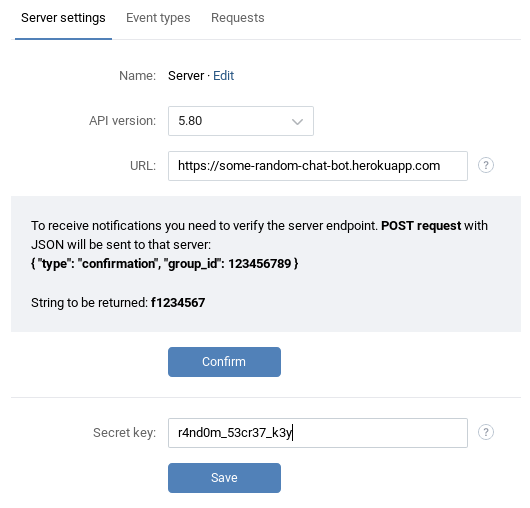 Server settings Event types Requests
Name: Server · Edit
API version: 5.80
URL: https://some-random-chat-bot.herokuapp.com ?
To receive notifications you need to verify the server endpoint. POST request with
JSON will be sent to that server:
{ "type": "confirmation", "group_id": 123456789 }
String to be returned: f1234567
Confirm
Secret key: r4nd0m_53cr37_k3y ?
Save